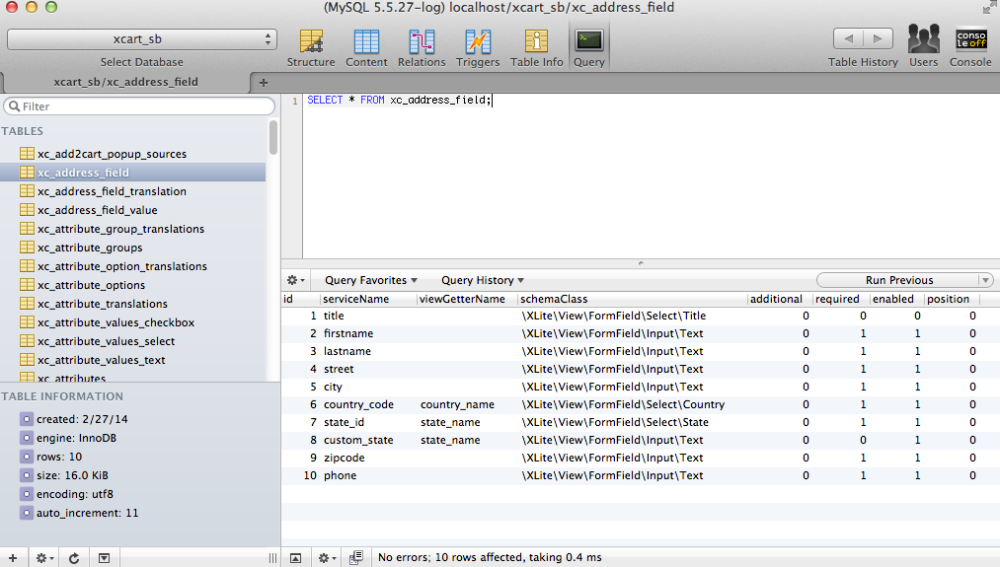 (MySQL 5.5.27-log) localhost/xcart_sb/xc_address_field
xcart_sb
Select Database
Structure Content Relations Triggers Table Info Query
Table History Users Console
conso
le off
xcart_sb/xc_address_field +
Filter
TABLES
xc_add2cart_popup_sources
xc_address_field
xc_address_field_translation
xc_address_field_value
xc_attribute_group_translations
xc_attribute_groups
xc_attribute_option_translations
xc_attribute_options
xc_attribute_translations
xc_attribute_values_checkbox
xc_attribute_values_select
xc_attribute_values_text
xc_attributes
TABLE INFORMATION
created: 2/27/14
engine: InnoDB
rows: 10
size: 16.0 KiB
encoding: utf8
auto_increment: 11
1 SELECT * FROM xc_address_field;
Query Favorites Query History Run Previous
id serviceName viewGetterName schemaClass additional required enabled position
1 title \XLite\View\FormField\Select\Title 0 0 0 0
2 firstname \XLite\View\FormField\Input\Text 0 1 1 0
3 lastname \XLite\View\FormField\Input\Text 0 1 1 0
4 street \XLite\View\FormField\Input\Text 0 1 1 0
5 city \XLite\View\FormField\Input\Text 0 1 1 0
6 country_code country_name \XLite\View\FormField\Select\Country 0 1 1 0
7 state_id state_name \XLite\View\FormField\Select\State 0 1 1 0
8 custom_state state_name \XLite\View\FormField\Input\Text 0 0 1 0
9 zipcode \XLite\View\FormField\Input\Text 0 1 1 0
10 phone \XLite\View\FormField\Input\Text 0 1 1 0
No errors; 10 rows affected, taking 0.4 ms